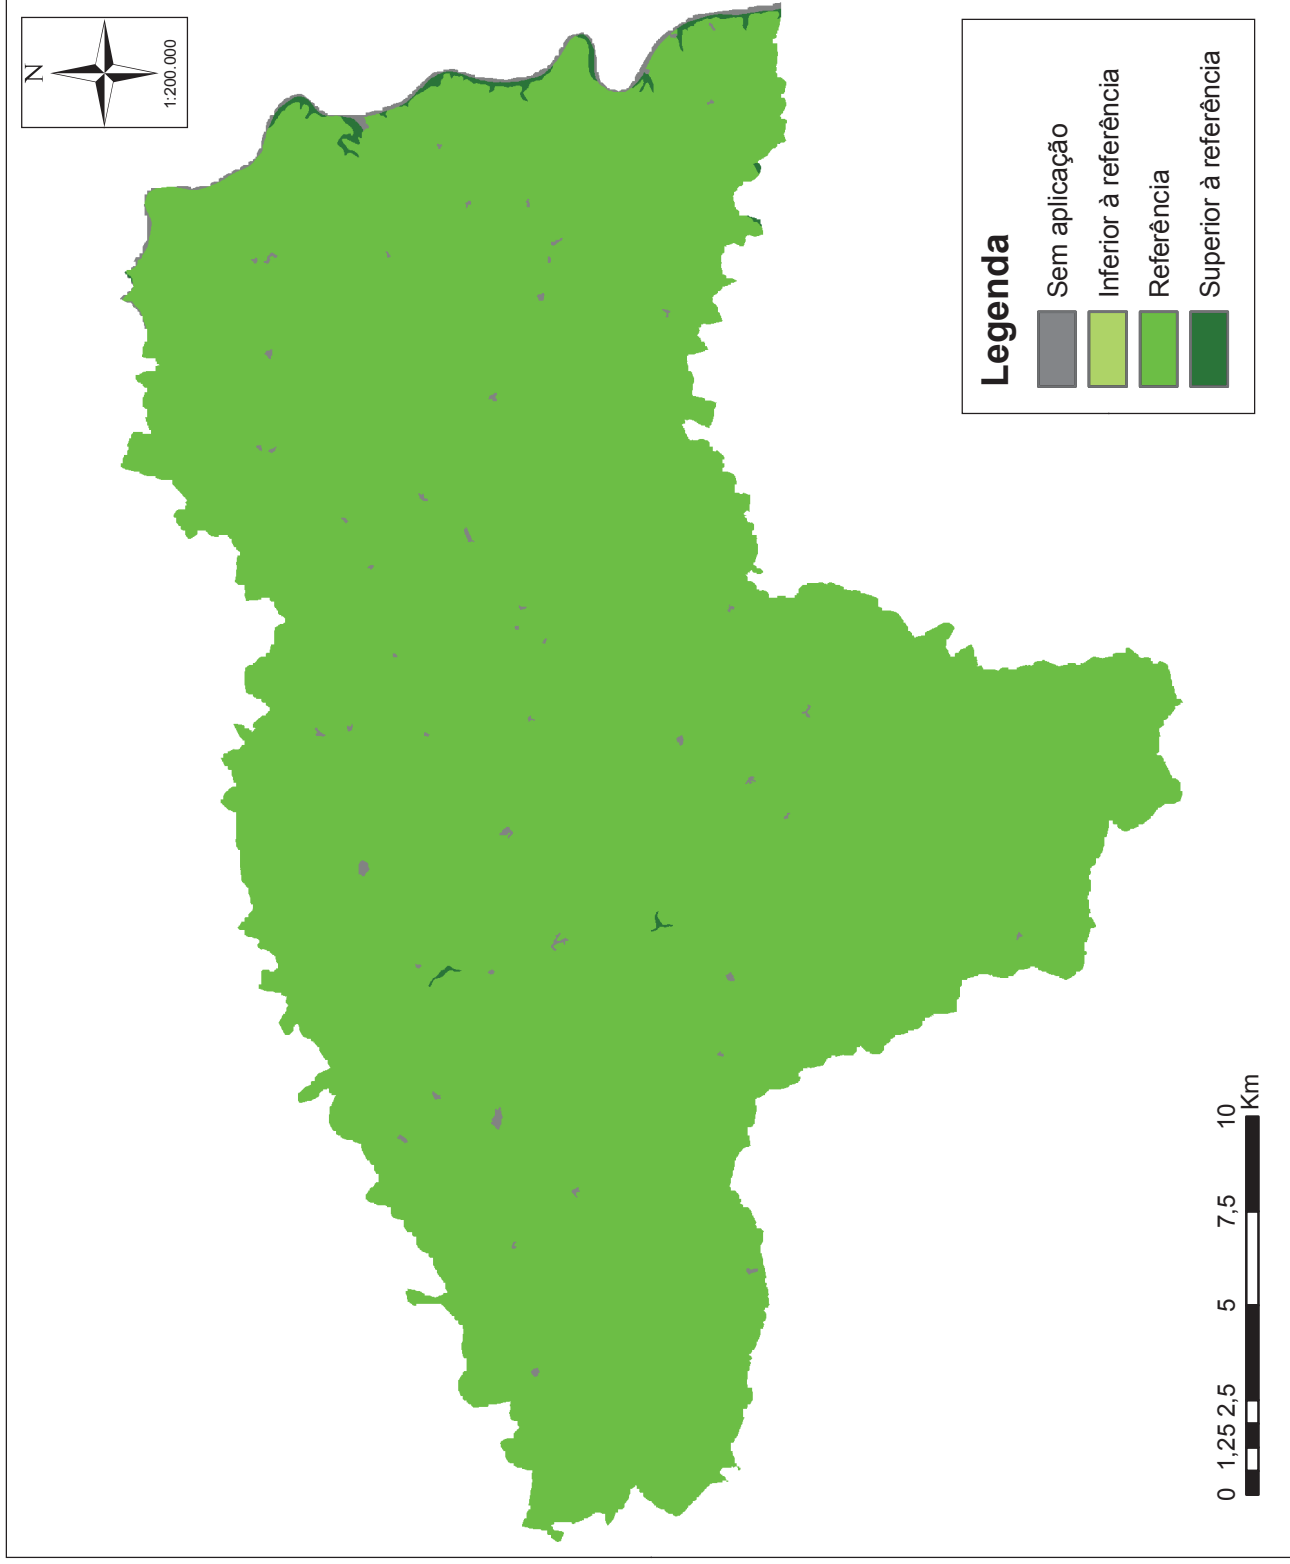 N
1:200.000
Legenda
Sem aplicação
Inferior à referência
Referência
Superior à referência
0 1,25 2,5 5 7,5 10
Km